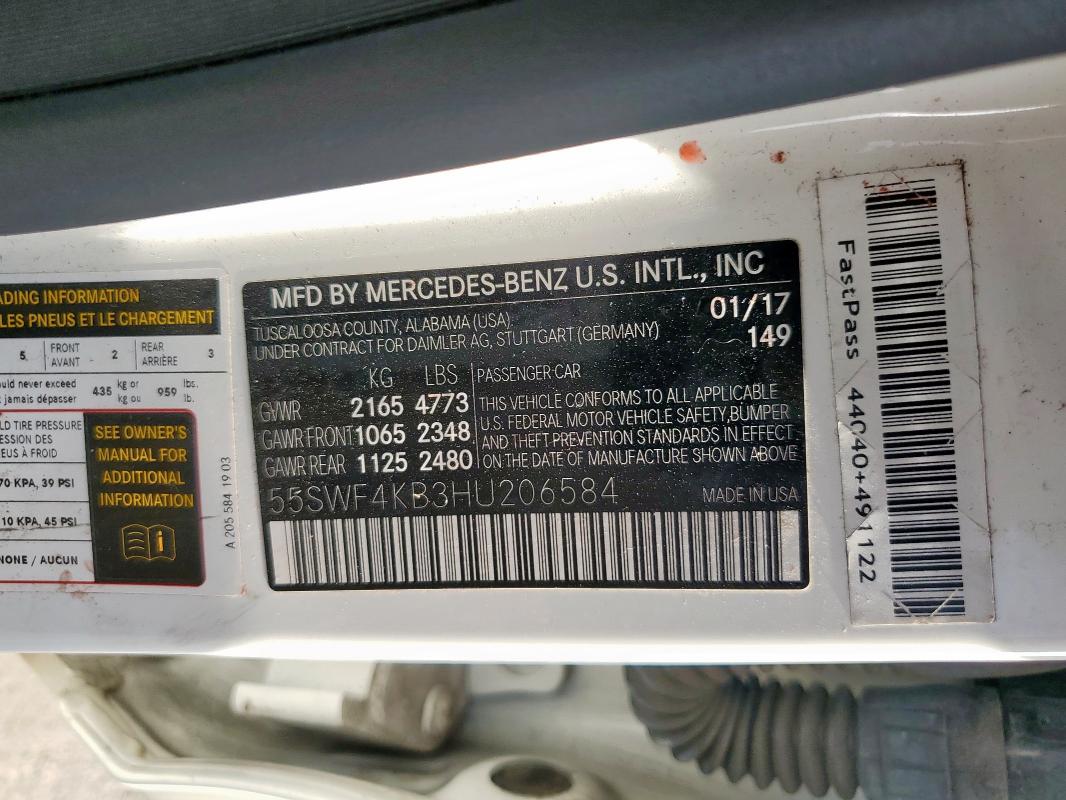 ADING INFORMATION
LES PNEUS ET LE CHARGEMENT
5 FRONT AVANT 2 REAR ARRIÈRE 3
ould never exceed 435 kg or 959 lbs.
jamais dépasser kg ou lb.
LD TIRE PRESSURE
ESSION DES
EUS À FROID
70 KPA, 39 PSI
10 KPA, 45 PSI
NONE / AUCUN
SEE OWNER'S
MANUAL FOR
ADDITIONAL
INFORMATION
A 205 584 19 03
MFD BY MERCEDES-BENZ U.S. INTL., INC
TUSCALOOSA COUNTY, ALABAMA (USA) 01/17
UNDER CONTRACT FOR DAIMLER AG, STUTTGART (GERMANY) 149
KG LBS
GVWR 2165 4773
GAWR FRONT 1065 2348
GAWR REAR 1125 2480
PASSENGER CAR
THIS VEHICLE CONFORMS TO ALL APPLICABLE
U.S. FEDERAL MOTOR VEHICLE SAFETY, BUMPER
AND THEFT PREVENTION STANDARDS IN EFFECT
ON THE DATE OF MANUFACTURE SHOWN ABOVE
55SWF4KB3HU206584 MADE IN USA
FastPass 44C40+491122